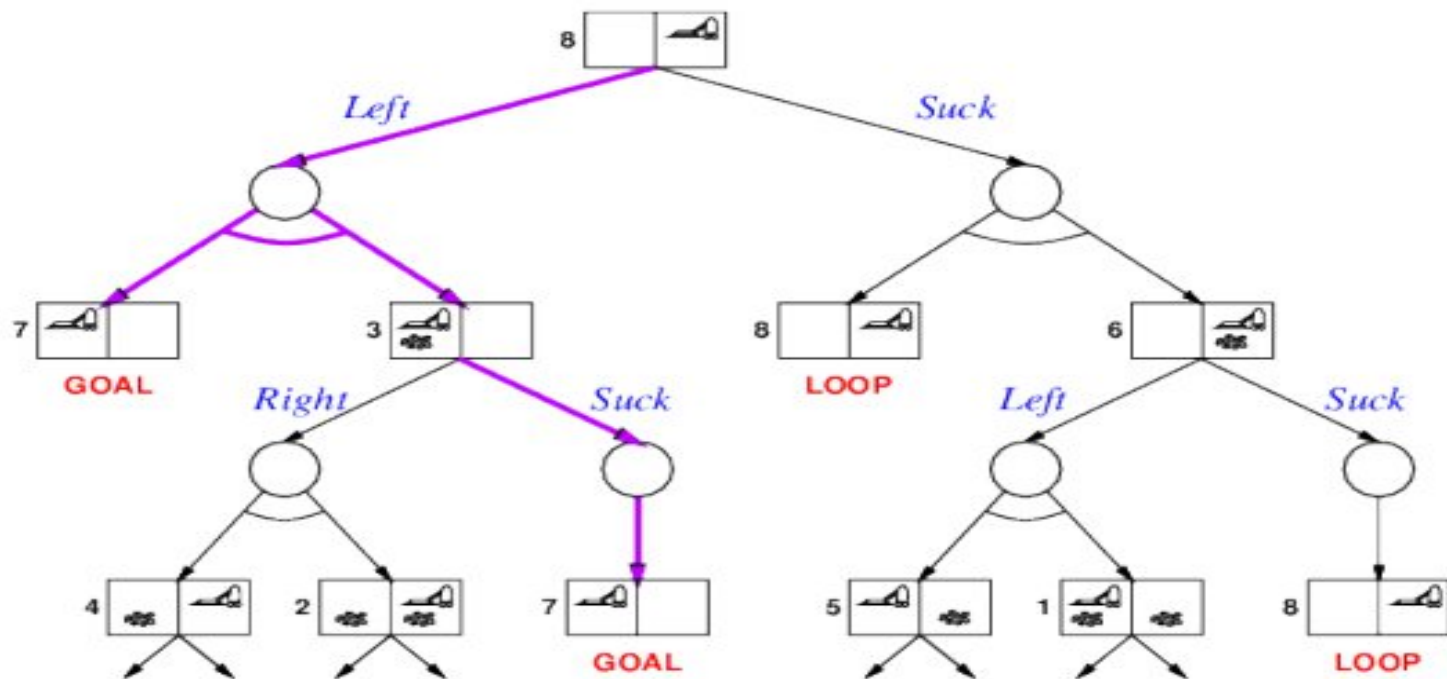 8
Left Suck
7 3 8 6
GOAL LOOP
Right Suck Left Suck
4 2 7 5 1 8
GOAL LOOP